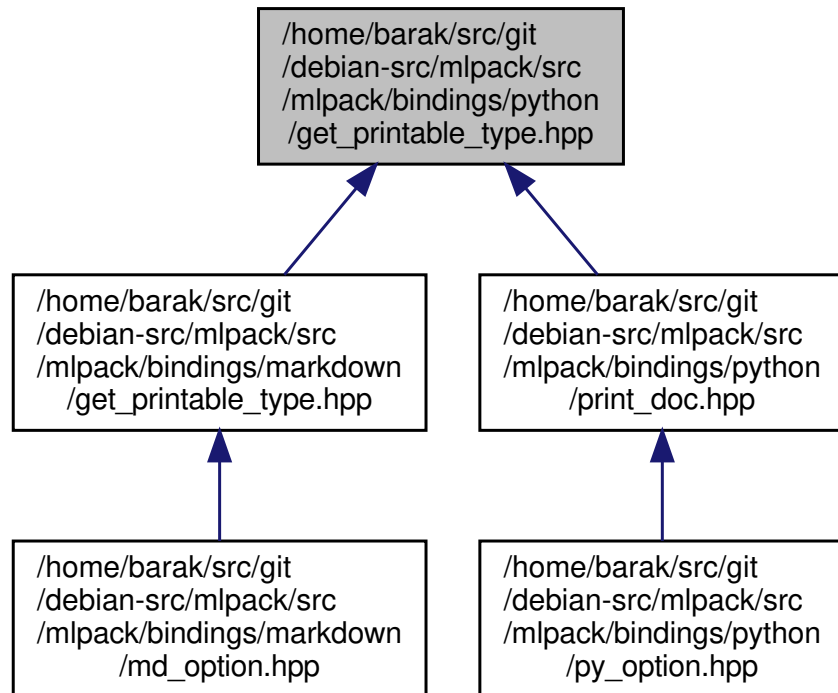 /home/barak/src/git
/debian-src/mlpack/src
/mlpack/bindings/python
/get_printable_type.hpp
/home/barak/src/git
/debian-src/mlpack/src
/mlpack/bindings/markdown
/get_printable_type.hpp
/home/barak/src/git
/debian-src/mlpack/src
/mlpack/bindings/python
/print_doc.hpp
/home/barak/src/git
/debian-src/mlpack/src
/mlpack/bindings/markdown
/md_option.hpp
/home/barak/src/git
/debian-src/mlpack/src
/mlpack/bindings/python
/py_option.hpp